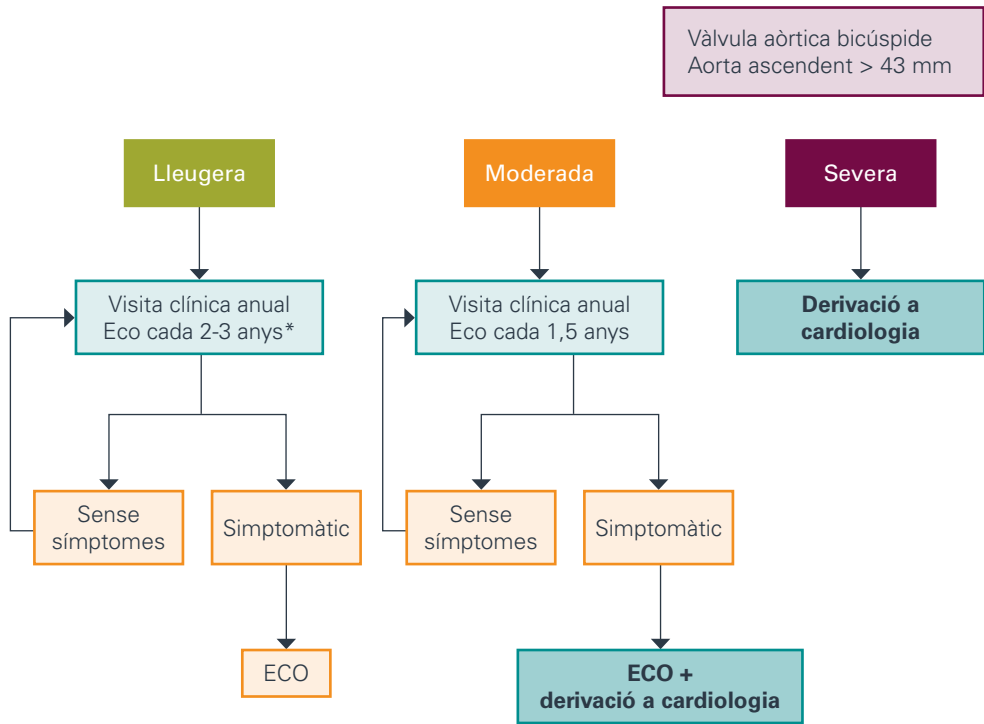 Vàlvula aòrtica bicúspide
Aorta ascendent > 43 mm
Lleugera
Moderada
Severa
Visita clínica anual
Eco cada 2-3 anys*
Visita clínica anual
Eco cada 1,5 anys
Derivació a
cardiologia
Sense
símptomes
Simptomàtic
Sense
símptomes
Simptomàtic
ECO
ECO +
derivació a cardiologia